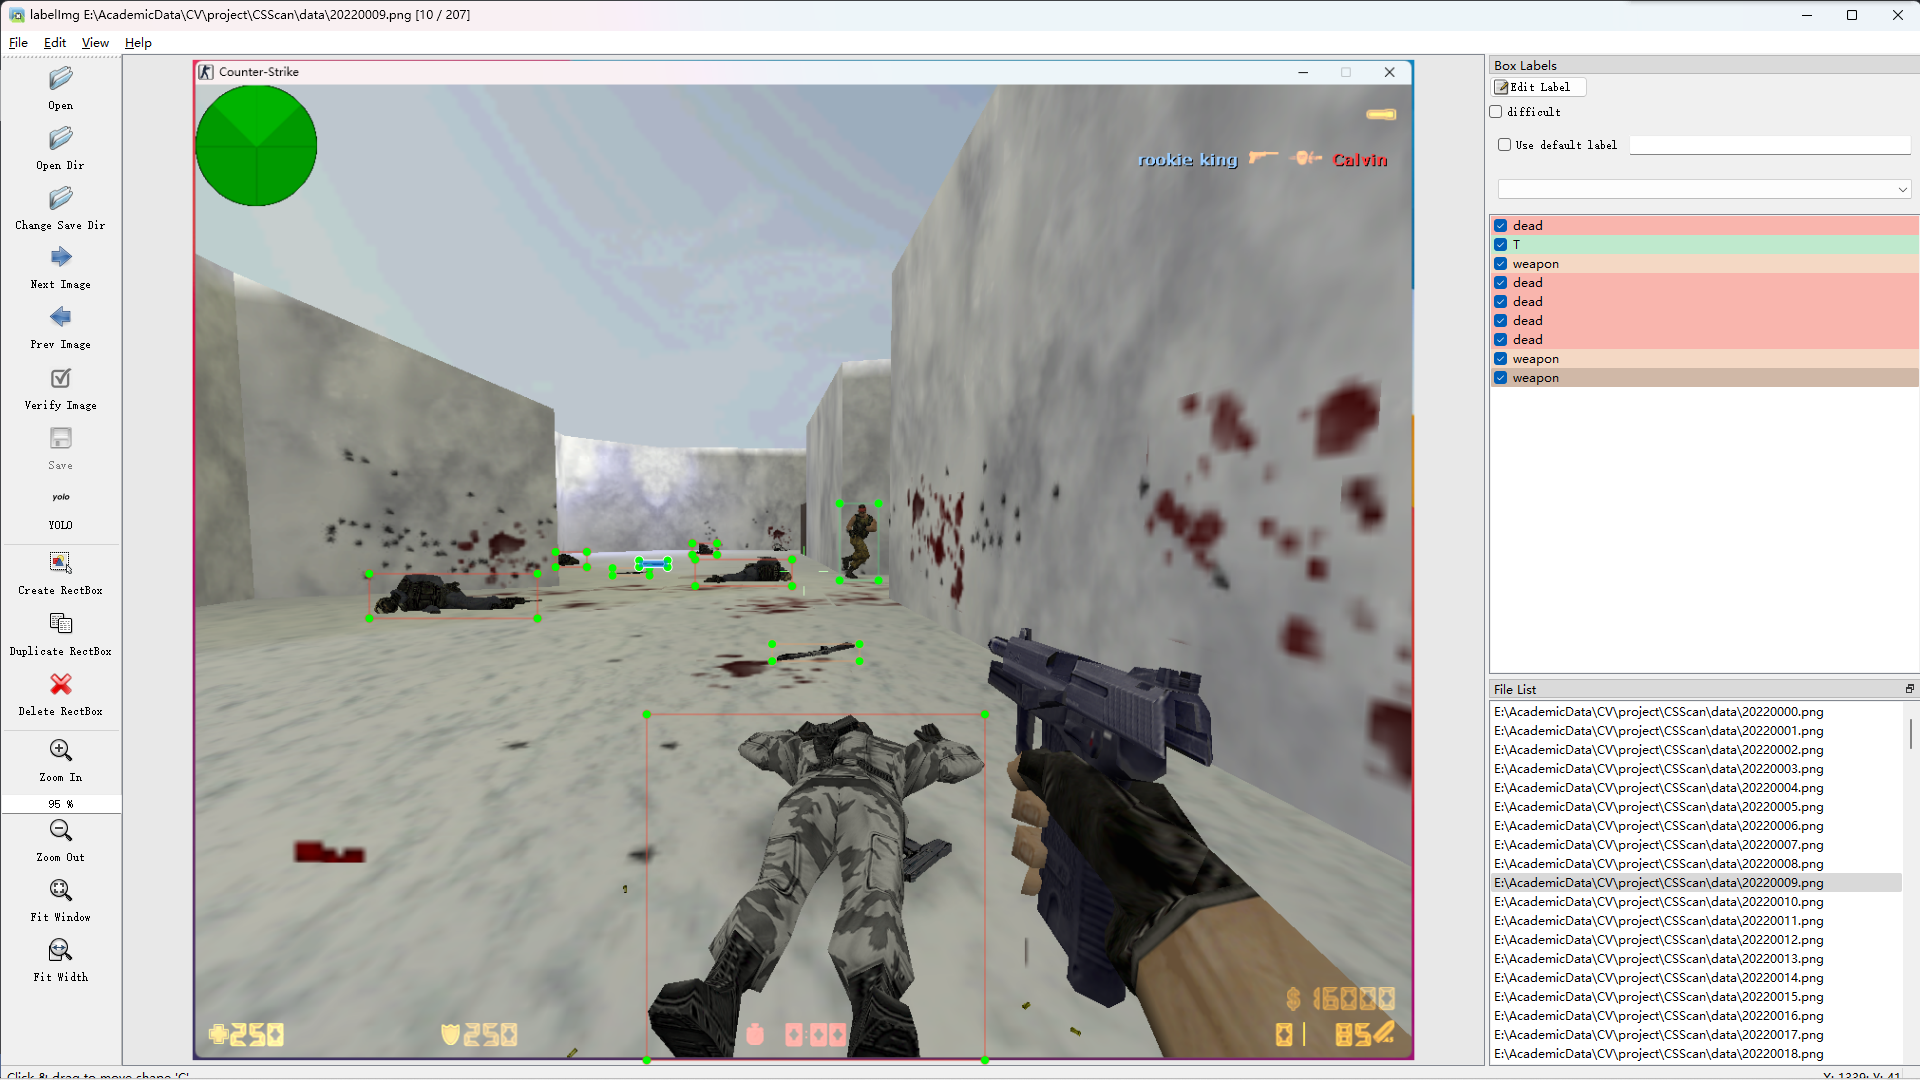 labelImg E:\AcademicData\CV\project\CSScan\data\20220009.png [10 / 207]
File Edit View Help
Open
Open Dir
Change Save Dir
Next Image
Prev Image
Verify Image
Save
yolo
YOLO
Create RectBox
Duplicate RectBox
Delete RectBox
Zoom In
95 %
Zoom Out
Fit Window
Fit Width
Counter-Strike
rookie king Calvin
250
250
$ 16000
0 | 85
Box Labels
Edit Label
difficult
Use default label
dead
T
weapon
dead
dead
dead
dead
weapon
weapon
File List
E:\AcademicData\CV\project\CSScan\data\20220000.png
E:\AcademicData\CV\project\CSScan\data\20220001.png
E:\AcademicData\CV\project\CSScan\data\20220002.png
E:\AcademicData\CV\project\CSScan\data\20220003.png
E:\AcademicData\CV\project\CSScan\data\20220004.png
E:\AcademicData\CV\project\CSScan\data\20220005.png
E:\AcademicData\CV\project\CSScan\data\20220006.png
E:\AcademicData\CV\project\CSScan\data\20220007.png
E:\AcademicData\CV\project\CSScan\data\20220008.png
E:\AcademicData\CV\project\CSScan\data\20220009.png
E:\AcademicData\CV\project\CSScan\data\20220010.png
E:\AcademicData\CV\project\CSScan\data\20220011.png
E:\AcademicData\CV\project\CSScan\data\20220012.png
E:\AcademicData\CV\project\CSScan\data\20220013.png
E:\AcademicData\CV\project\CSScan\data\20220014.png
E:\AcademicData\CV\project\CSScan\data\20220015.png
E:\AcademicData\CV\project\CSScan\data\20220016.png
E:\AcademicData\CV\project\CSScan\data\20220017.png
E:\AcademicData\CV\project\CSScan\data\20220018.png
Click & drag to move shape 'C'
X: 1339; Y: 41